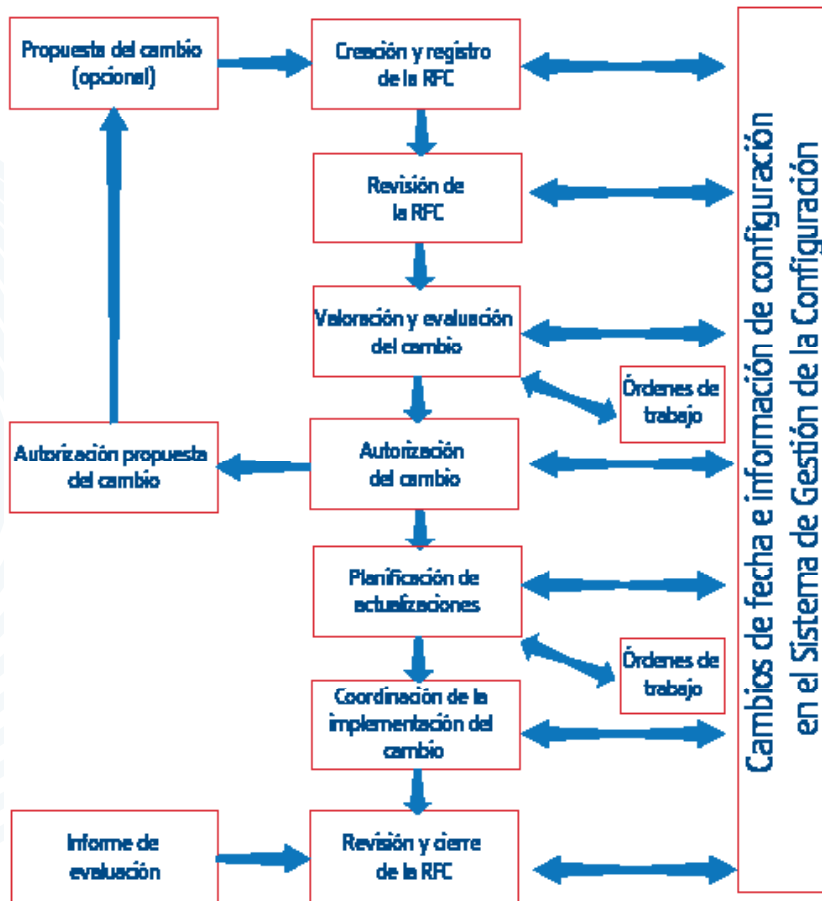 Propuesta del cambio
(opcional)
Creación y registro
de la RFC
Revisión de
la RFC
Valoración y evaluación
del cambio
Órdenes de
trabajo
Autorización propuesta
del cambio
Autorización
del cambio
Planificación de
actualizaciones
Órdenes de
trabajo
Coordinación de la
implementación del
cambio
Informe de
evaluación
Revisión y cierre
de la RFC
Cambios de fecha e información de configuración
en el Sistema de Gestión de la Configuración